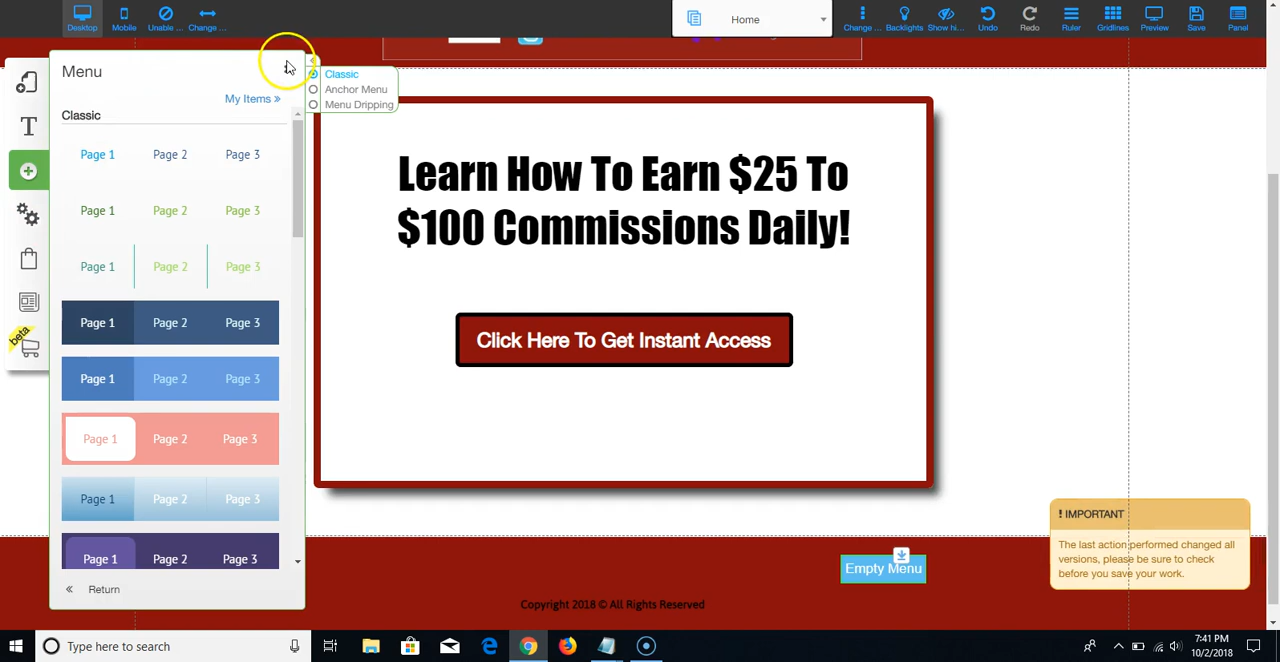 Desktop
Mobile
Unable ...
Change ...
Home
Change ...
Backlights
Show hi...
Undo
Redo
Ruler
Gridlines
Preview
Save
Panel
Menu
My Items »
Classic
Page 1 Page 2 Page 3
Page 1 Page 2 Page 3
Page 1 Page 2 Page 3
Page 1 Page 2 Page 3
Page 1 Page 2 Page 3
Page 1 Page 2 Page 3
Page 1 Page 2 Page 3
Page 1 Page 2 Page 3
« Return
beta
T
Classic
Anchor Menu
Menu Dripping
Learn How To Earn $25 To
$100 Commissions Daily!
Click Here To Get Instant Access
Empty Menu
Copyright 2018 © All Rights Reserved
! IMPORTANT
The last action performed changed all
versions, please be sure to check
before you save your work.
Type here to search
7:41 PM
10/2/2018